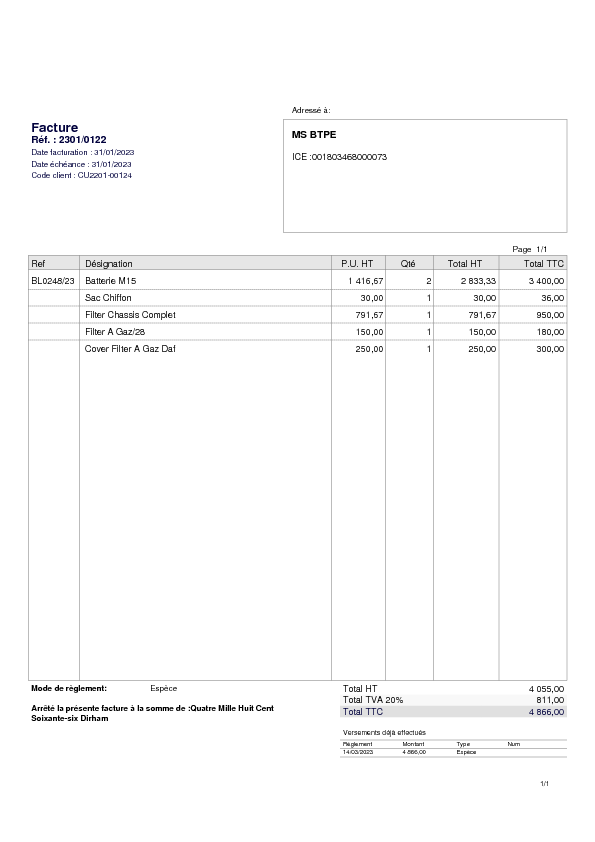 Adressé à:
Facture
Réf. : 2301/0122
Date facturation : 31/01/2023
Date échéance : 31/01/2023
Code client : CU2201-00124
MS BTPE
ICE :001803468000073
Page 1/1
Ref Désignation P.U. HT Qté Total HT Total TTC
BL0248/23 Batterie M15 1 416,67 2 2 833,33 3 400,00
Sac Chiffon 30,00 1 30,00 36,00
Filter Chassis Complet 791,67 1 791,67 950,00
Filter A Gaz/28 150,00 1 150,00 180,00
Cover Filter A Gaz Daf 250,00 1 250,00 300,00
Mode de règlement: Espèce
Arrêté la présente facture à la somme de :Quatre Mille Huit Cent
Soixante-six Dirham
Total HT 4 055,00
Total TVA 20% 811,00
Total TTC 4 866,00
Versements déjà effectués
Règlement Montant Type Num
14/03/2023 4 866,00 Espèce
1/1